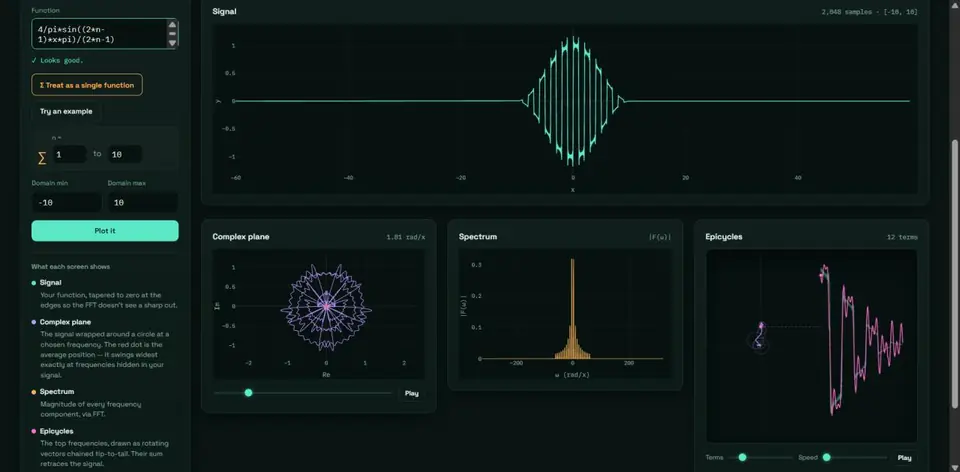 Function
4/pi*sin((2*n-
1)*x*pi)/(2*n-1)
✓ Looks good.
Σ Treat as a single function
Try an example
n =
Σ 1 to 10
Domain min Domain max
-10 10
Plot it
What each screen shows
Signal
Your function, tapered to zero at the
edges so the FFT doesn't see a sharp cut.
Complex plane
The signal wrapped around a circle at a
chosen frequency. The red dot is the
average position — it swings widest
exactly at frequencies hidden in your
signal.
Spectrum
Magnitude of every frequency
component, via FFT.
Epicycles
The top frequencies, drawn as rotating
vectors chained tip-to-tail. Their sum
retraces the signal.
Signal 2,048 samples · [-10, 10]
1
0.5
y 0
-0.5
-1
-60 -40 -20 0 20 40
x
Complex plane 1.01 rad/x
1
0.5
Im 0
-0.5
-1
-2 -1 0 1 2
Re
Play
Spectrum |F(ω)|
0.3
0.2
|F(ω)|
0.1
0
-200 0 200
ω (rad/x)
Epicycles 12 terms
Terms Speed Play